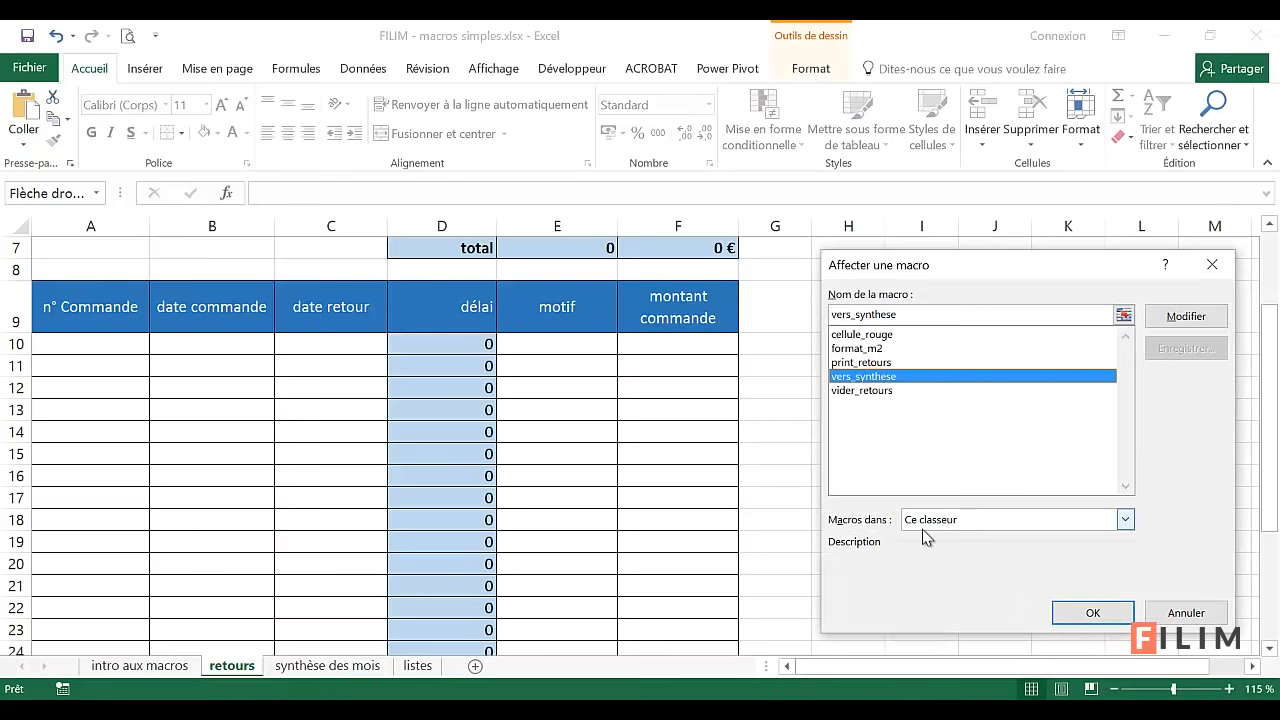 FILIM - macros simples.xlsx - Excel
Outils de dessin
Connexion
Fichier Accueil Insérer Mise en page Formules Données Révision Affichage Développeur ACROBAT Power Pivot Format Dites-nous ce que vous voulez faire Partager
Coller
Calibri (Corps) 11 A A
G I S A
Renvoyer à la ligne automatiquement
Fusionner et centrer
Standard
% 000
Mise en forme conditionnelle
Mettre sous forme de tableau
Styles de cellules
Insérer Supprimer Format
Trier et filtrer
Rechercher et sélectionner
Presse-pa... Police Alignement Nombre Styles Cellules Édition
Flèche dro... fx
A B C D E F G H I J K L M
7 total 0 0 €
8
9 n° Commande date commande date retour délai motif montant commande
10 0
11 0
12 0
13 0
14 0
15 0
16 0
17 0
18 0
19 0
20 0
21 0
22 0
23 0
24 0
Affecter une macro ?
Nom de la macro :
vers_synthese
Modifier
cellule_rouge
format_m2
print_retours
vers_synthese
vider_retours
Enregistrer...
Macros dans : Ce classeur
Description
OK Annuler
FILIM
intro aux macros retours synthèse des mois listes
Prêt 115 %